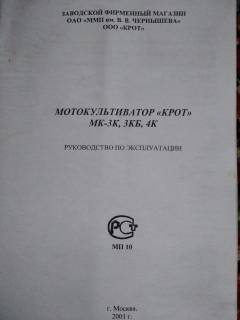 ЗАВОДСКОЙ ФИРМЕННЫЙ МАГАЗИН
ОАО «ММП им. В. В. ЧЕРНЫШЕВА»
ООО «КРОТ»
МОТОКУЛЬТИВАТОР «КРОТ»
МК-3К, 3КБ, 4К
РУКОВОДСТВО ПО ЭКСПЛУАТАЦИИ
РСТ
МП 10
г. Москва.
2001 г.